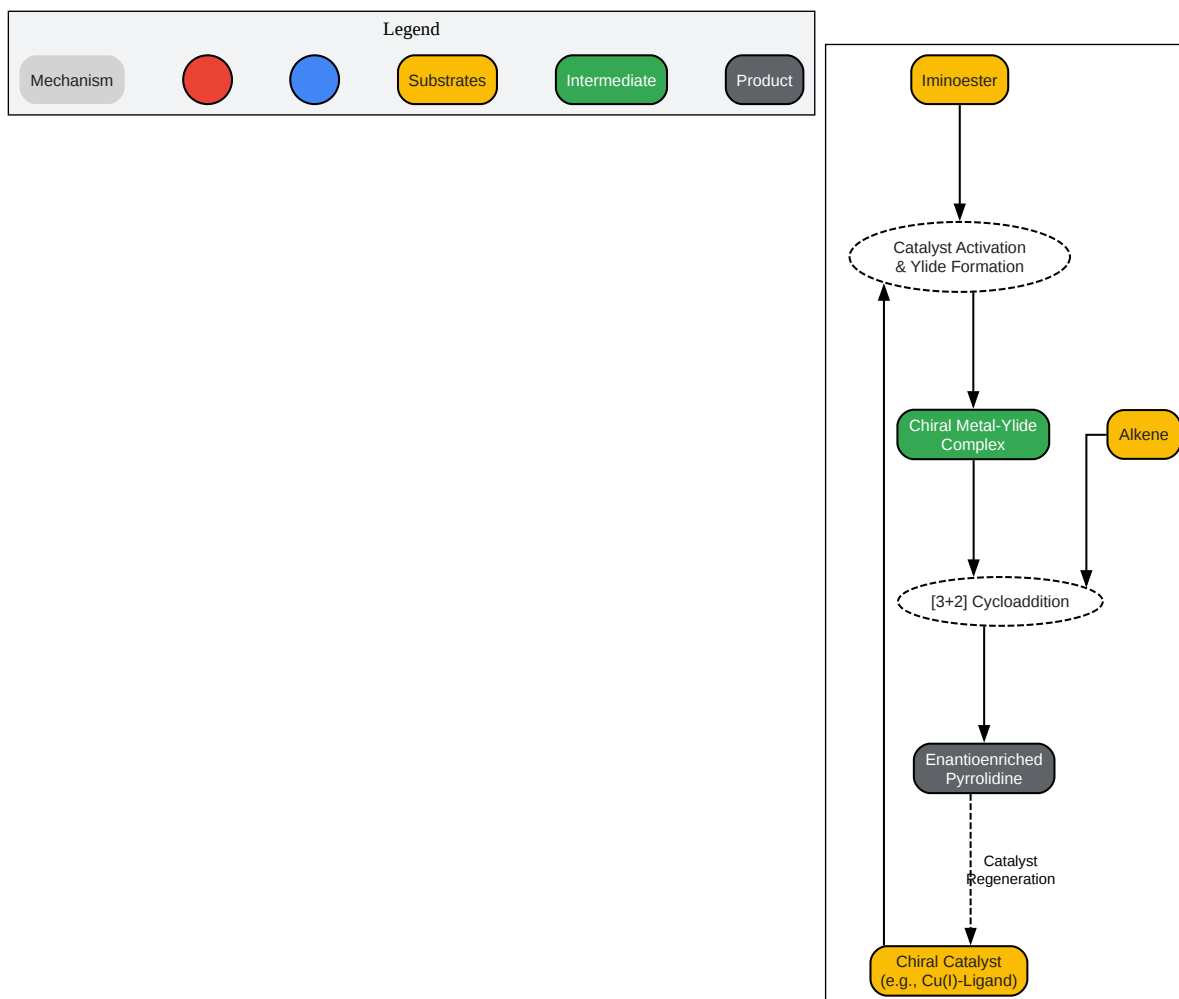 Legend
Mechanism
Substrates
Intermediate
Product
Iminoester
Catalyst Activation
& Ylide Formation
Chiral Metal-Ylide
Complex
Alkene
[3+2] Cycloaddition
Enantioenriched
Pyrrolidine
Catalyst
Regeneration
Chiral Catalyst
(e.g., Cu(I)-Ligand)